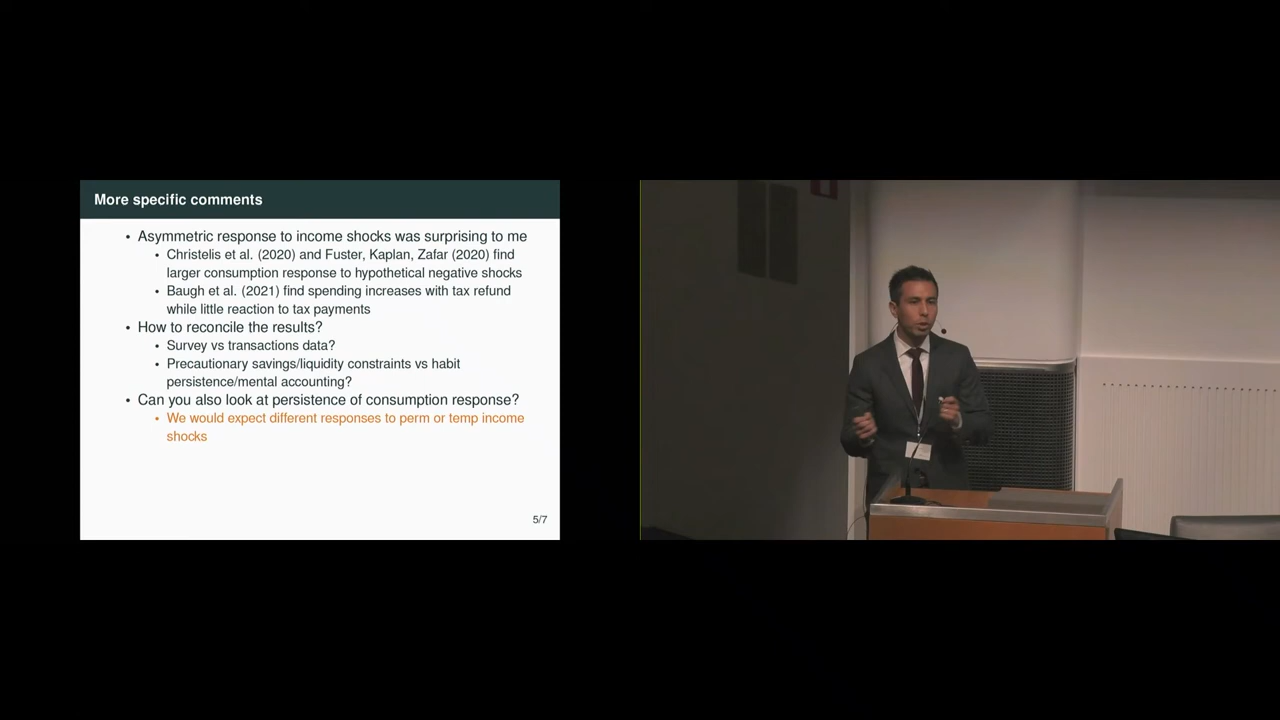 More specific comments
• Asymmetric response to income shocks was surprising to me
• Christelis et al. (2020) and Fuster, Kaplan, Zafar (2020) find
larger consumption response to hypothetical negative shocks
• Baugh et al. (2021) find spending increases with tax refund
while little reaction to tax payments
• How to reconcile the results?
• Survey vs transactions data?
• Precautionary savings/liquidity constraints vs habit
persistence/mental accounting?
• Can you also look at persistence of consumption response?
• We would expect different responses to perm or temp income
shocks
5/7